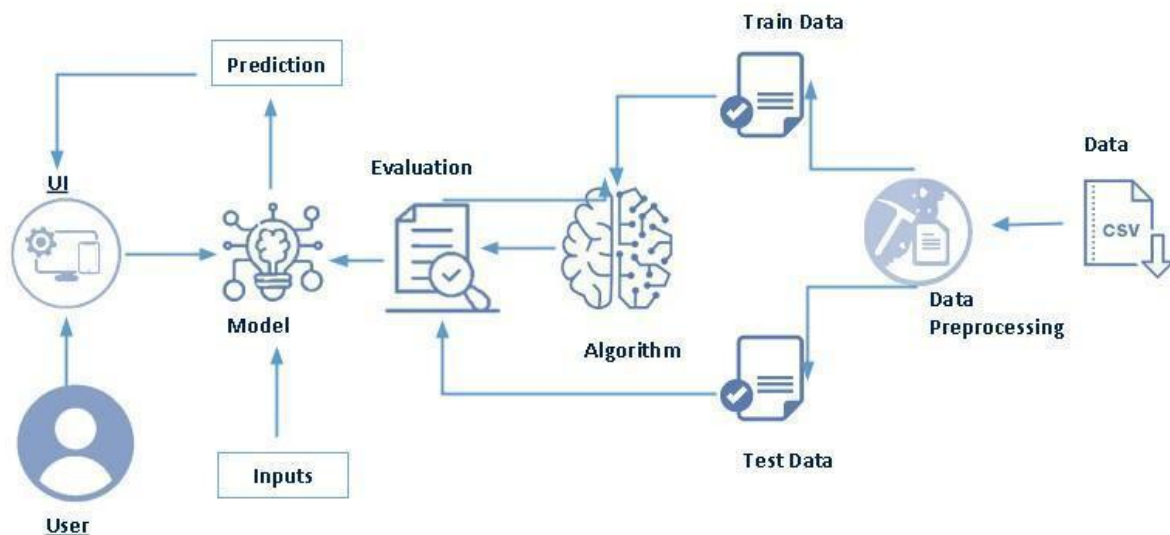 Train Data
Prediction
Data
Evaluation
UI
CSV
Model
Data
Preprocessing
Algorithm
Inputs
Test Data
User